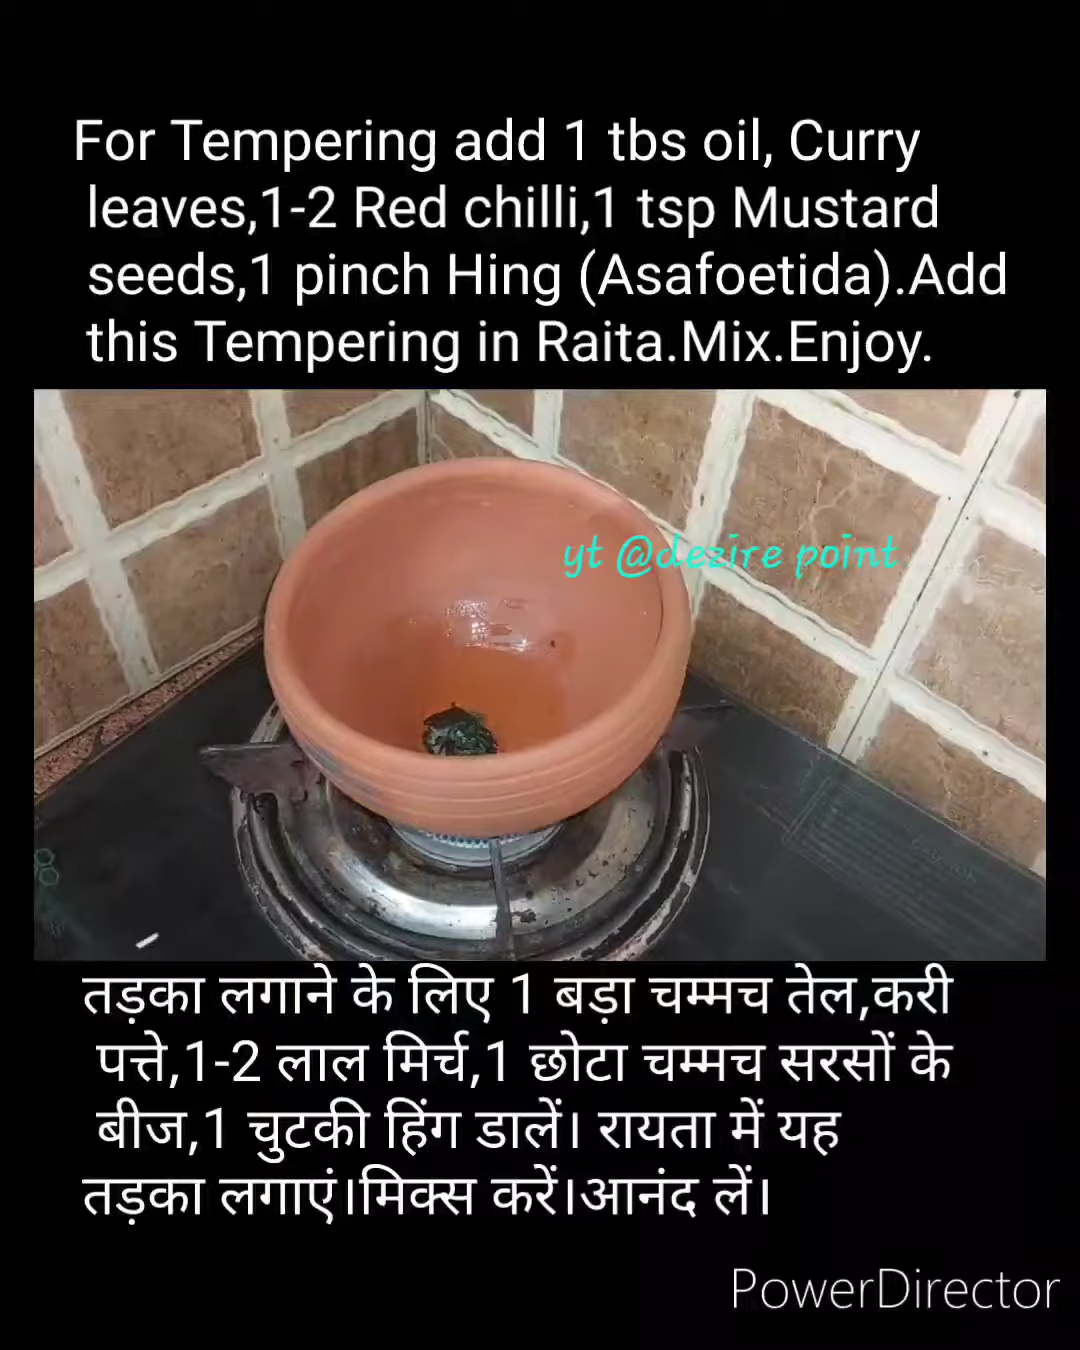 For Tempering add 1 tbs oil, Curry
leaves,1-2 Red chilli,1 tsp Mustard
seeds,1 pinch Hing (Asafoetida).Add
this Tempering in Raita.Mix.Enjoy.
yt @dezire point
तड़का लगाने के लिए 1 बड़ा चम्मच तेल,करी
पत्ते,1-2 लाल मिर्च,1 छोटा चम्मच सरसों के
बीज,1 चुटकी हिंग डालें। रायता में यह
तड़का लगाएं।मिक्स करें।आनंद लें।
PowerDirector